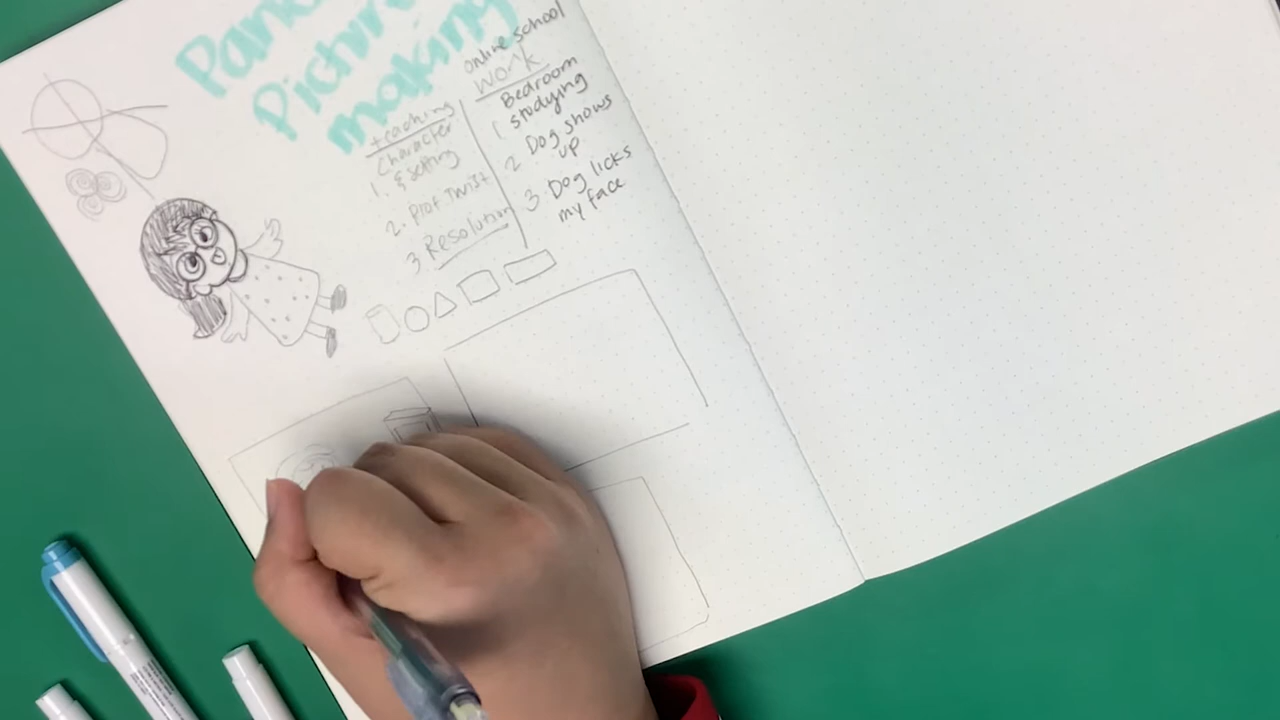 Pictur
making
teaching
Character
1. & setting
2. Plot Twist
3 Resolution
online school
work
Bedroom
1 studying
2 Dog shows
up
3. Dog licks
my face